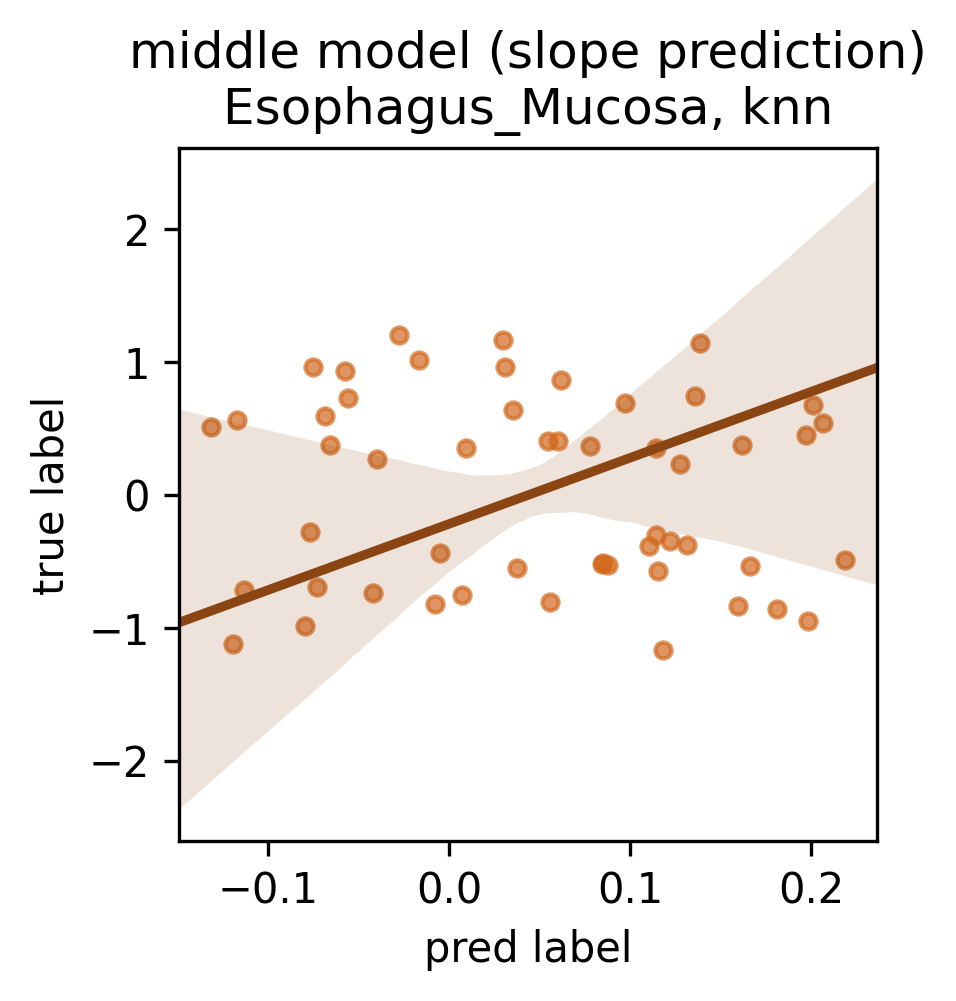 middle model (slope prediction)
Esophagus_Mucosa, knn
2
1
0
−1
−2
true label
−0.1 0.0 0.1 0.2
pred label